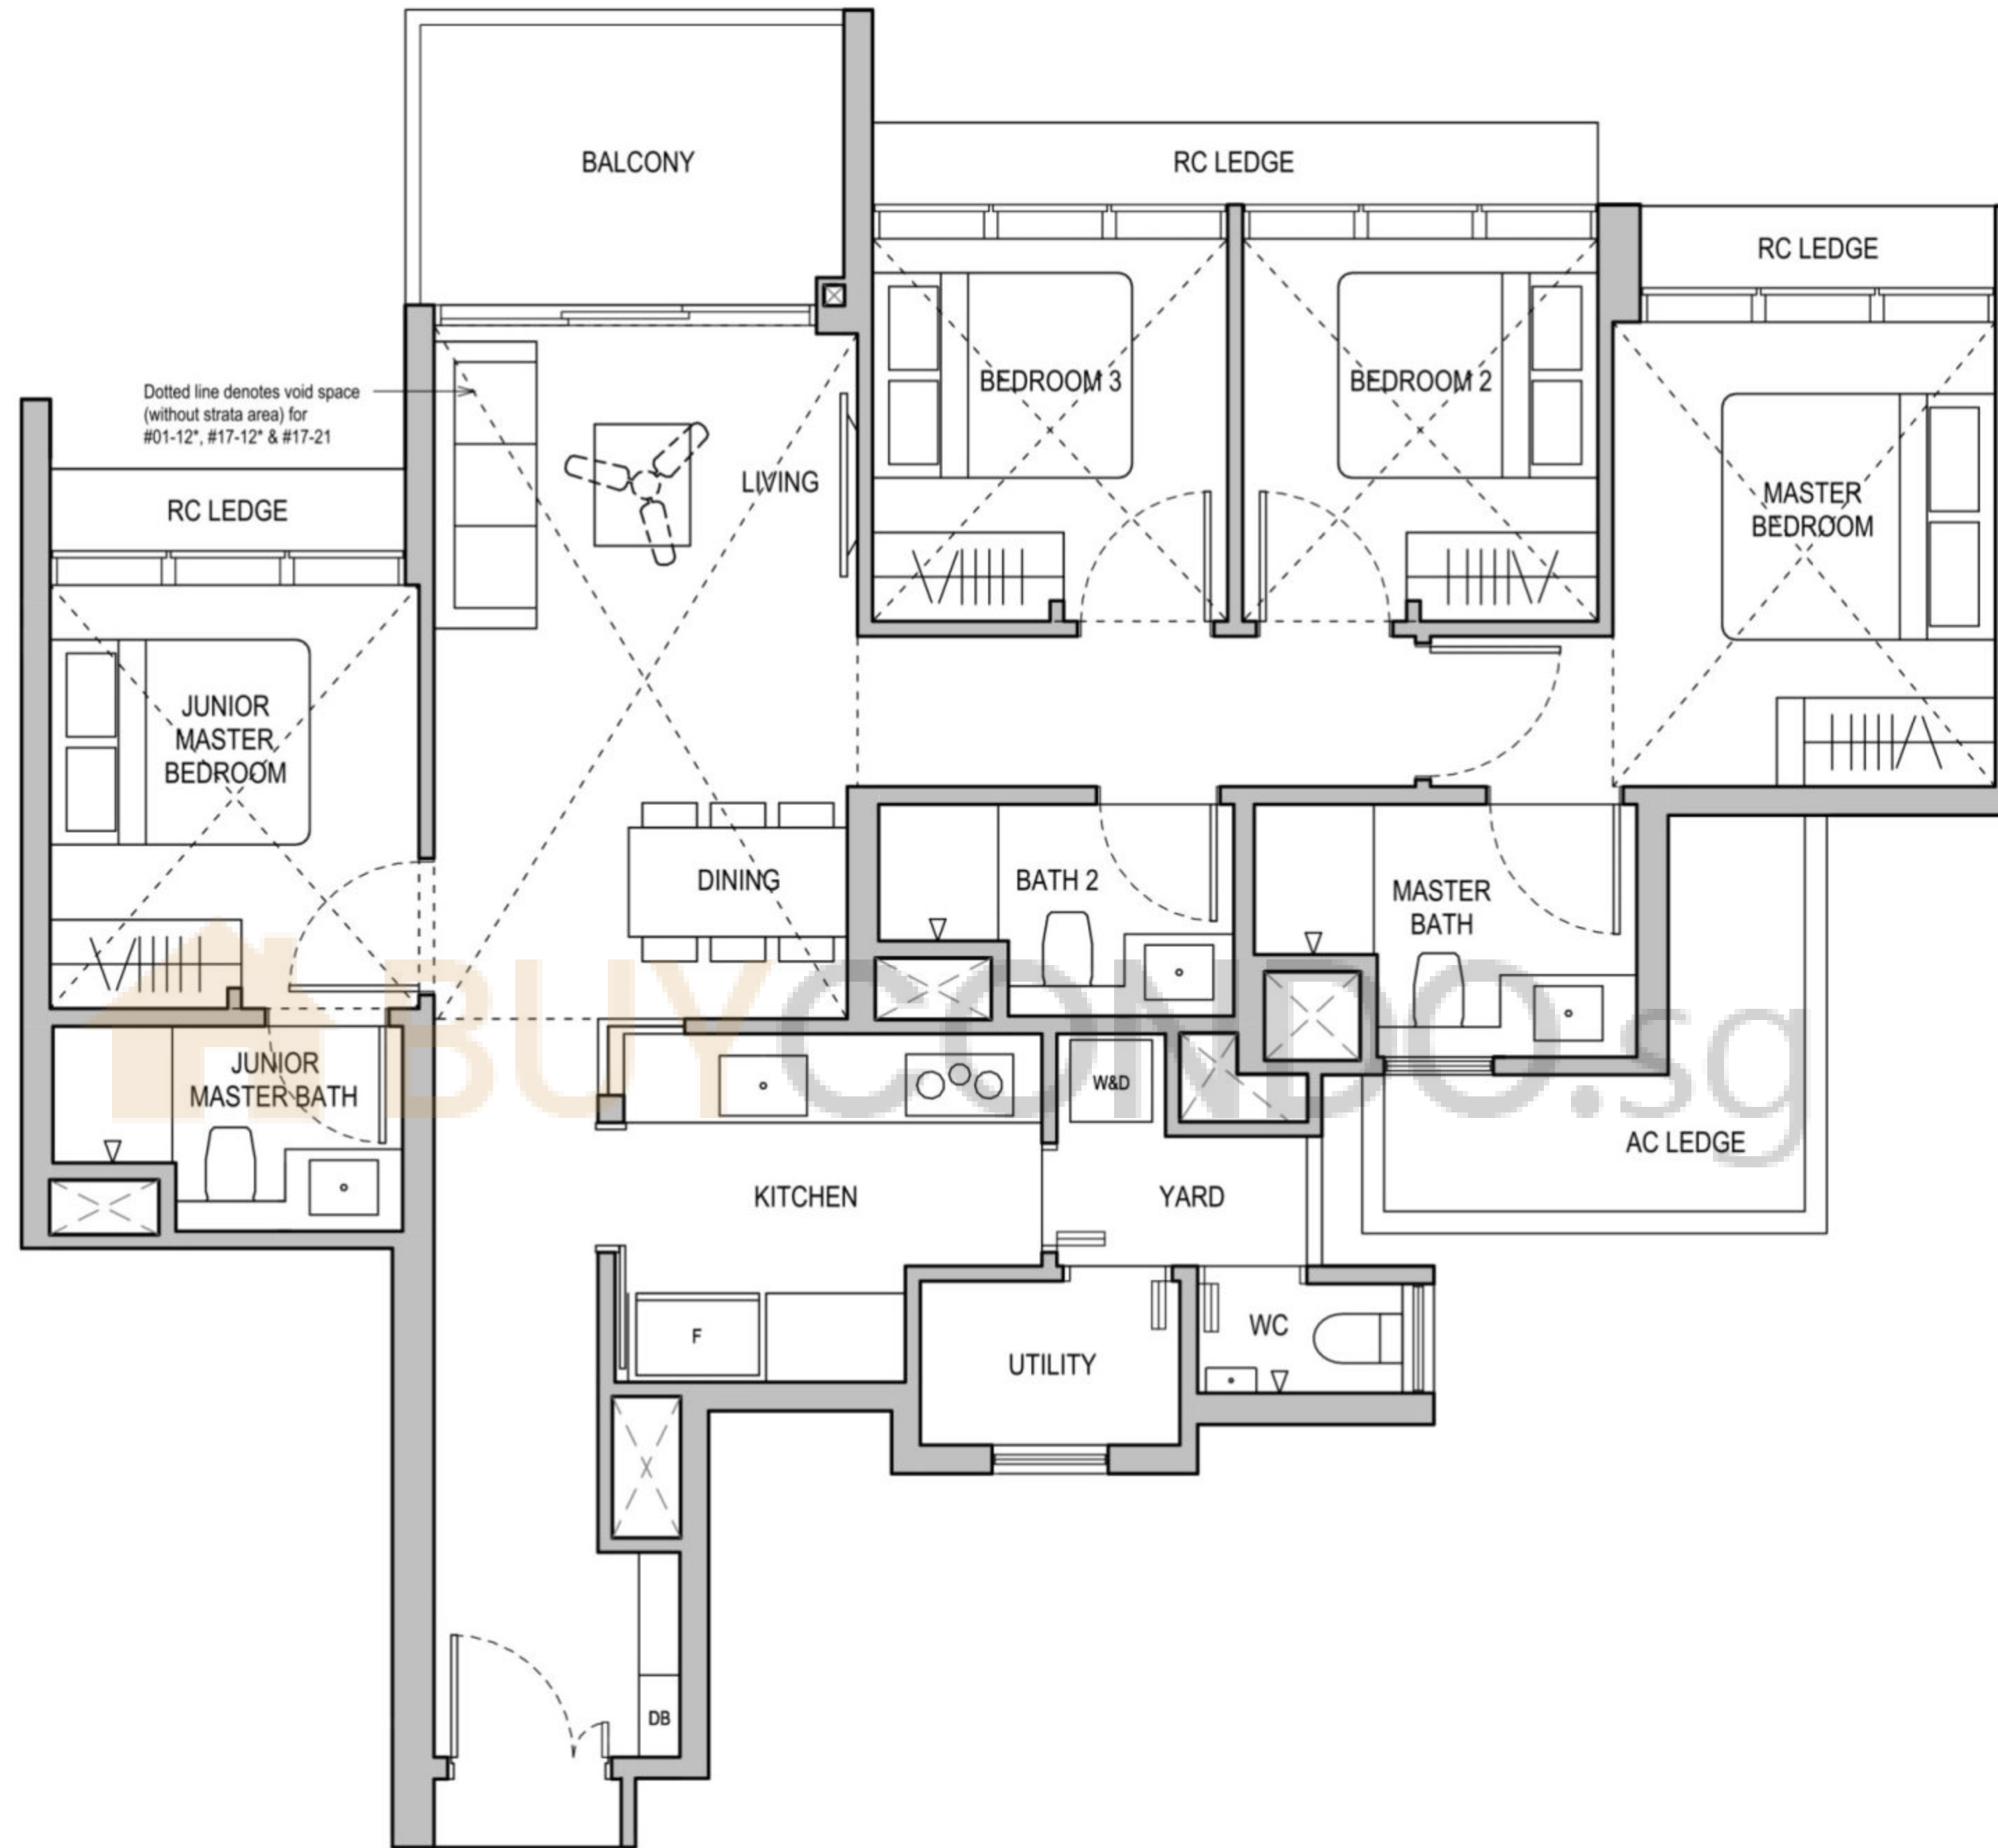 BALCONY
RC LEDGE
RC LEDGE
Dotted line denotes void space
(without strata area) for
#01-12*, #17-12* & #17-21
BEDROOM 3
BEDROOM 2
LIVING
MASTER
BEDROOM
RC LEDGE
JUNIOR
MASTER
BEDROOM
DINING
BATH 2
MASTER
BATH
BUYCONDO.sg
JUNIOR
MASTER BATH
W&D
AC LEDGE
KITCHEN
YARD
F
UTILITY
WC
DB